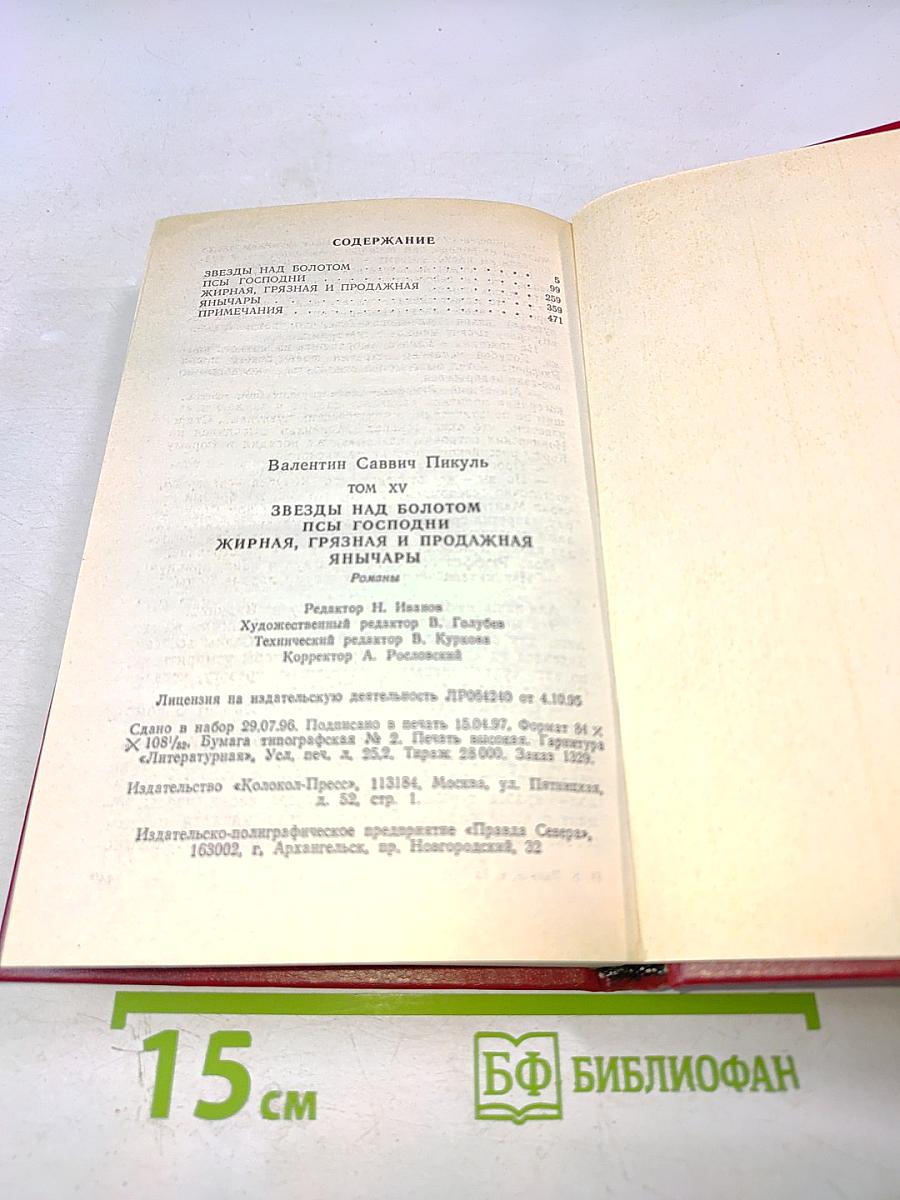 СОДЕРЖАНИЕ
ЗВЕЗДЫ НАД БОЛОТОМ . . . . . . . . . . . 5
ПСЫ ГОСПОДНИ . . . . . . . . . . . . . . 99
ЖИРНАЯ, ГРЯЗНАЯ И ПРОДАЖНАЯ . . . . . . . 259
ЯНЫЧАРЫ . . . . . . . . . . . . . . . . 359
ПРИМЕЧАНИЯ . . . . . . . . . . . . . . . 471
Валентин Саввич Пикуль
ТОМ XV
ЗВЕЗДЫ НАД БОЛОТОМ
ПСЫ ГОСПОДНИ
ЖИРНАЯ, ГРЯЗНАЯ И ПРОДАЖНАЯ
ЯНЫЧАРЫ
Романы
Редактор Н. Иванов
Художественный редактор В. Голубев
Технический редактор В. Куркова
Корректор А. Рословский
Лицензия на издательскую деятельность ЛР064240 от 4.10.95
Сдано в набор 29.07.96. Подписано в печать 15.04.97. Формат 84 ×
× 108¹/₃₂. Бумага типографская № 2. Печать высокая. Гарнитура
«Литературная». Усл. печ. л. 25,2. Тираж 28 000. Заказ 1329.
Издательство «Колокол-Пресс», 113184, Москва, ул. Пятницкая,
д. 52, стр. 1.
Издательско-полиграфическое предприятие «Правда Севера»,
163002, г. Архангельск, пр. Новгородский, 32
15 см
БФ БИБЛИОФАН